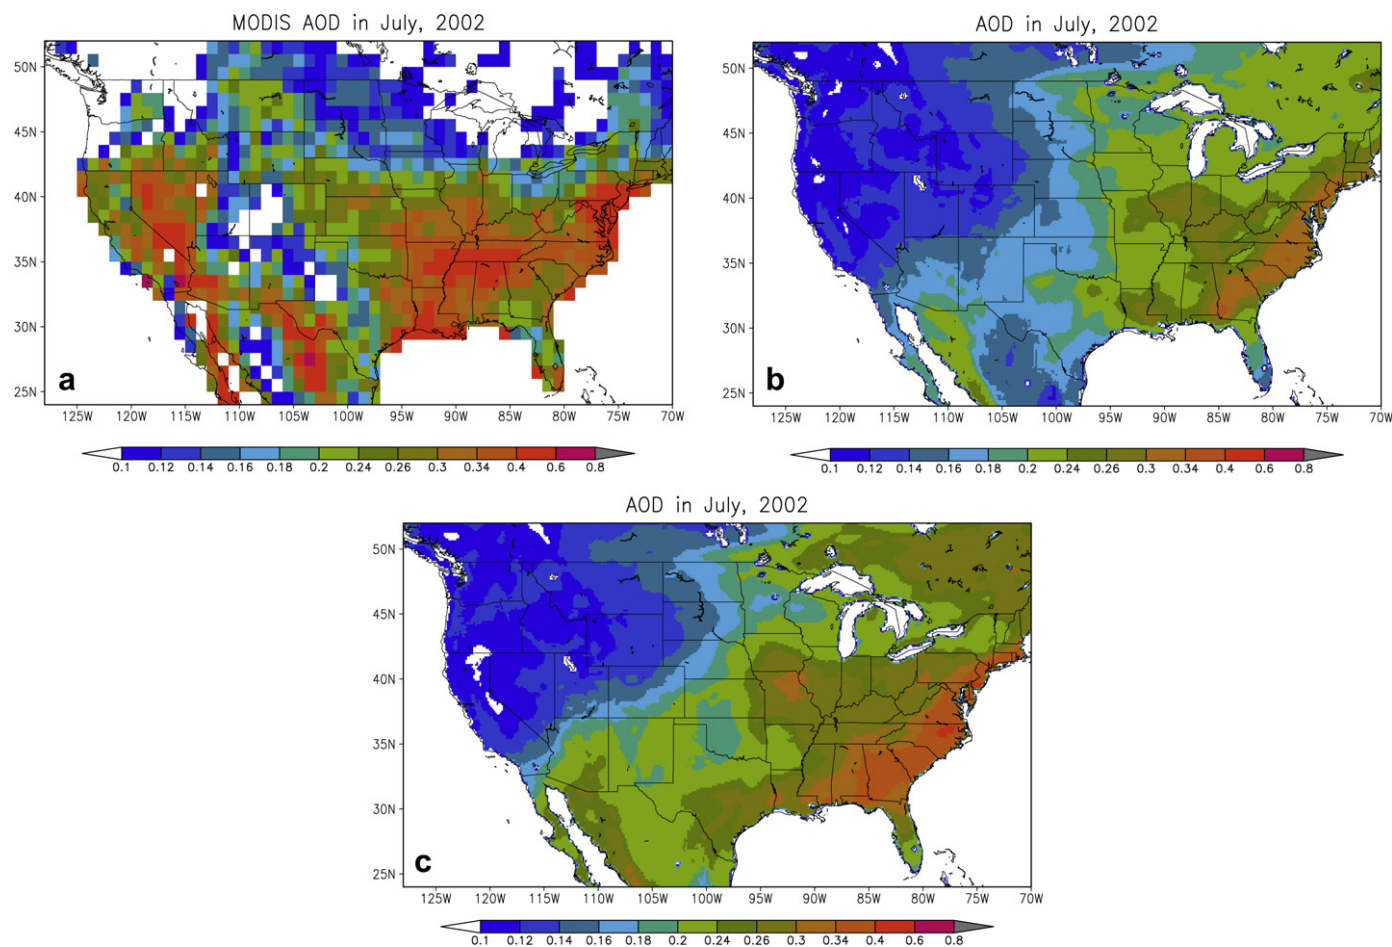 MODIS AOD in July, 2002
50N
45N
40N
35N
30N
25N
a
125W 120W 115W 110W 105W 100W 95W 90W 85W 80W 75W 70W
0.1 0.12 0.14 0.16 0.18 0.2 0.24 0.26 0.3 0.34 0.4 0.6 0.8
AOD in July, 2002
50N
45N
40N
35N
30N
25N
b
125W 120W 115W 110W 105W 100W 95W 90W 85W 80W 75W 70W
0.1 0.12 0.14 0.16 0.18 0.2 0.24 0.26 0.3 0.34 0.4 0.6 0.8
AOD in July, 2002
50N
45N
40N
35N
30N
25N
c
125W 120W 115W 110W 105W 100W 95W 90W 85W 80W 75W 70W
0.1 0.12 0.14 0.16 0.18 0.2 0.24 0.26 0.3 0.34 0.4 0.6 0.8